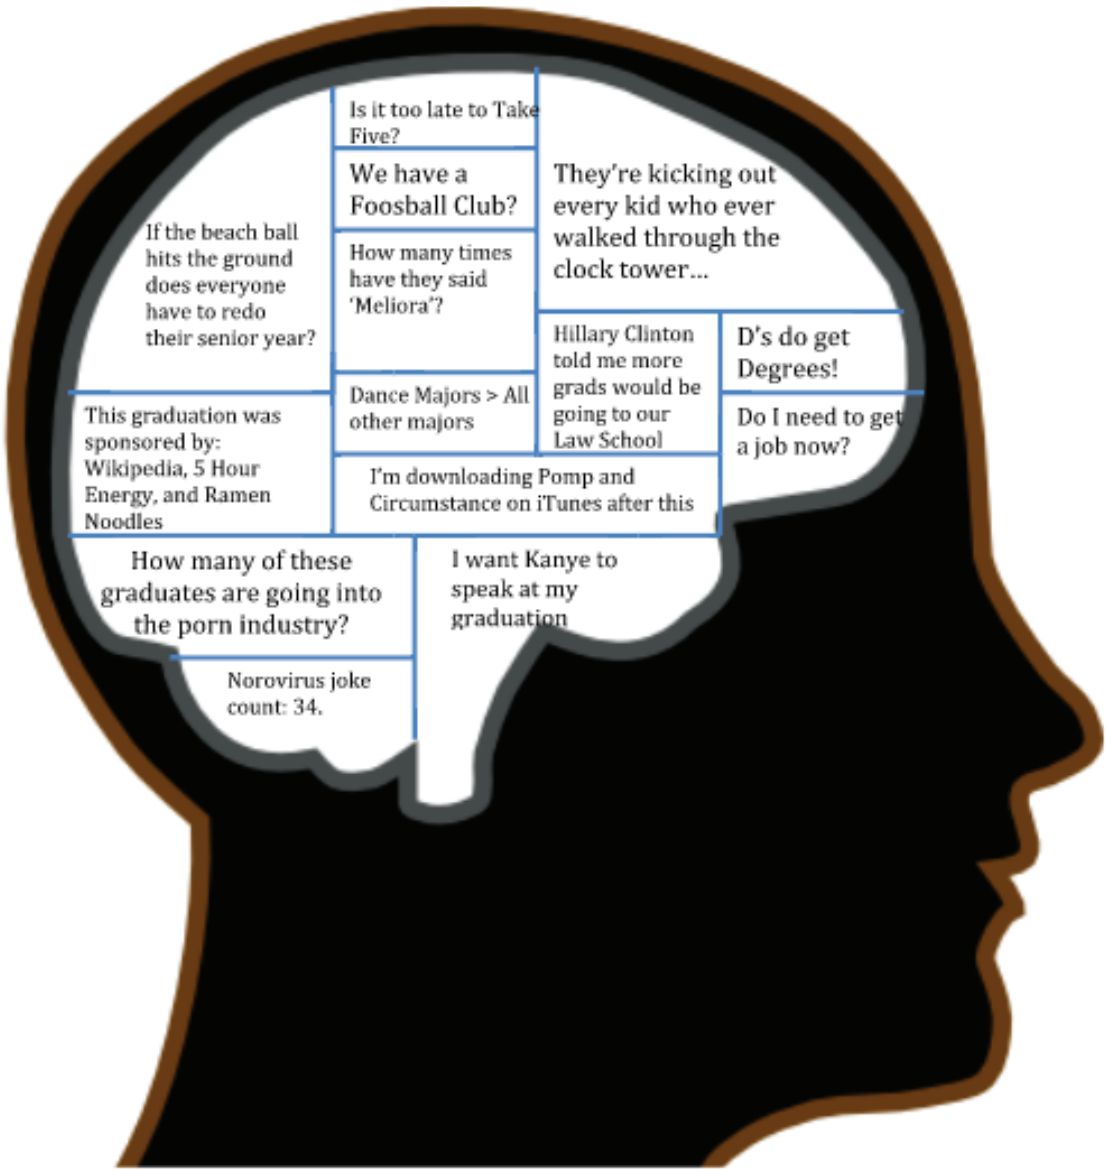 Is it too late to Take
Five?
We have a
Foosball Club?
They're kicking out
every kid who ever
walked through the
clock tower...
If the beach ball
hits the ground
does everyone
have to redo
their senior year?
How many times
have they said
'Meliora'?
Hillary Clinton
told me more
grads would be
going to our
Law School
D's do get
Degrees!
Dance Majors > All
other majors
This graduation was
sponsored by:
Wikipedia, 5 Hour
Energy, and Ramen
Noodles
Do I need to get
a job now?
I'm downloading Pomp and
Circumstance on iTunes after this
How many of these
graduates are going into
the porn industry?
I want Kanye to
speak at my
graduation
Norovirus joke
count: 34.